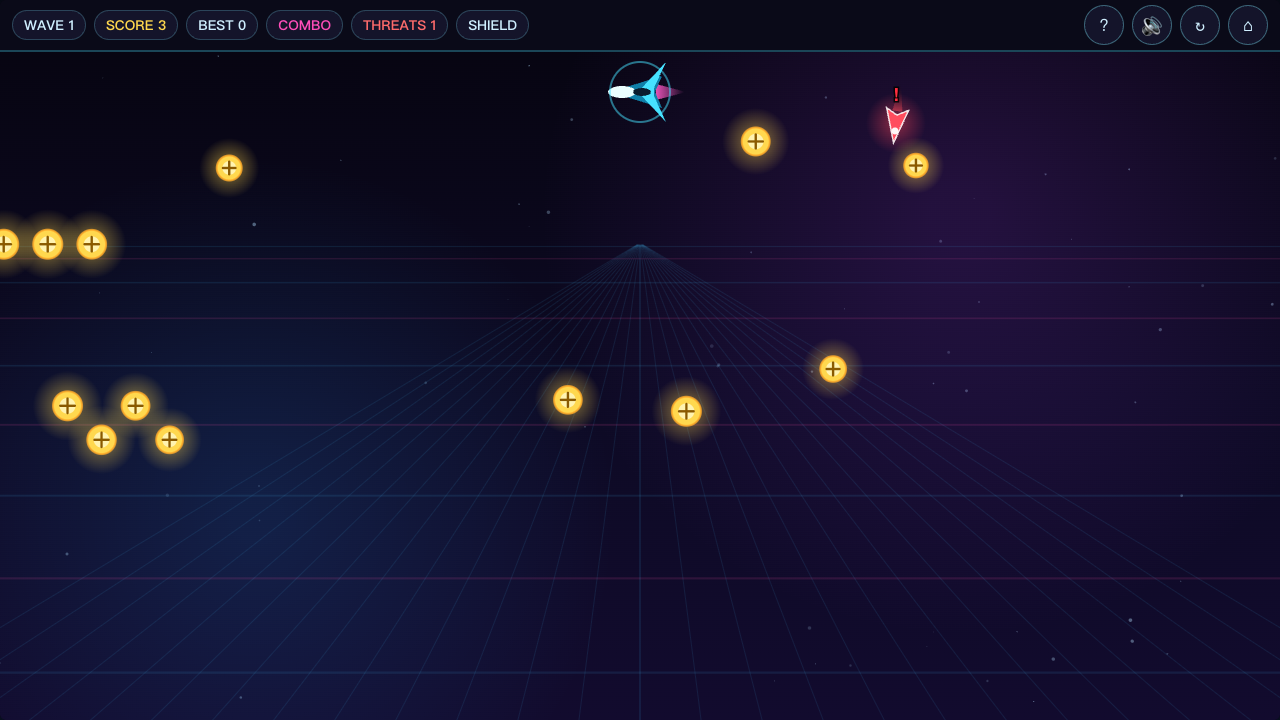 WAVE 1
SCORE 3
BEST 0
COMBO
THREATS 1
SHIELD
?
!